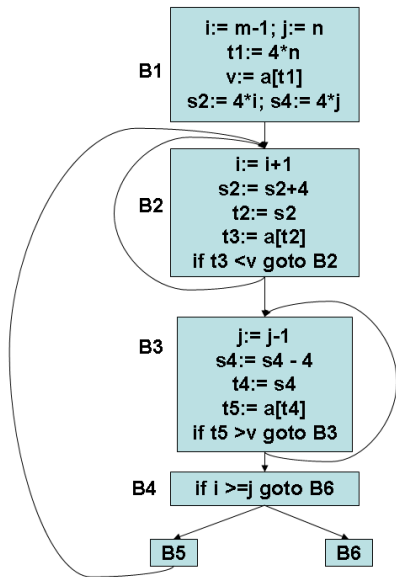 B1
i:= m-1; j:= n
t1:= 4*n
v:= a[t1]
s2:= 4*i; s4:= 4*j
B2
i:= i+1
s2:= s2+4
t2:= s2
t3:= a[t2]
if t3 <v goto B2
B3
j:= j-1
s4:= s4 - 4
t4:= s4
t5:= a[t4]
if t5 >v goto B3
B4
if i >=j goto B6
B5
B6